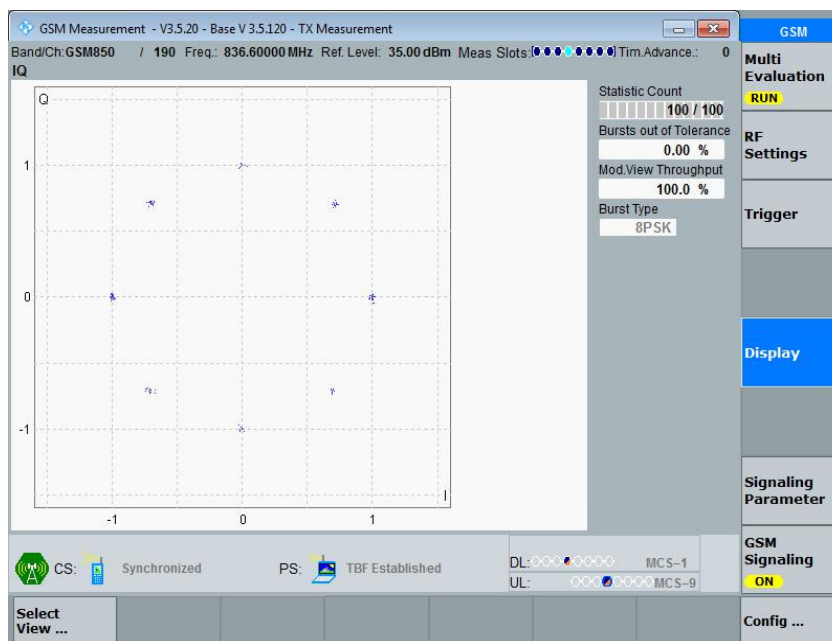 GSM Measurement - V3.5.20 - Base V 3.5.120 - TX Measurement
GSM
Band/Ch: GSM850 / 190 Freq.: 836.60000 MHz Ref. Level: 35.00 dBm Meas Slots: Tim.Advance.: 0
IQ
Multi
Evaluation
RUN
Statistic Count
100 / 100
Bursts out of Tolerance
0.00 %
Mod.View Throughput
100.0 %
Burst Type
8PSK
RF
Settings
Trigger
Display
Q
1
0
-1
I
-1 0 1
Signaling
Parameter
GSM
Signaling
ON
CS: Synchronized PS: TBF Established
DL: MCS-1
UL: MCS-9
Select
View ...
Config ...